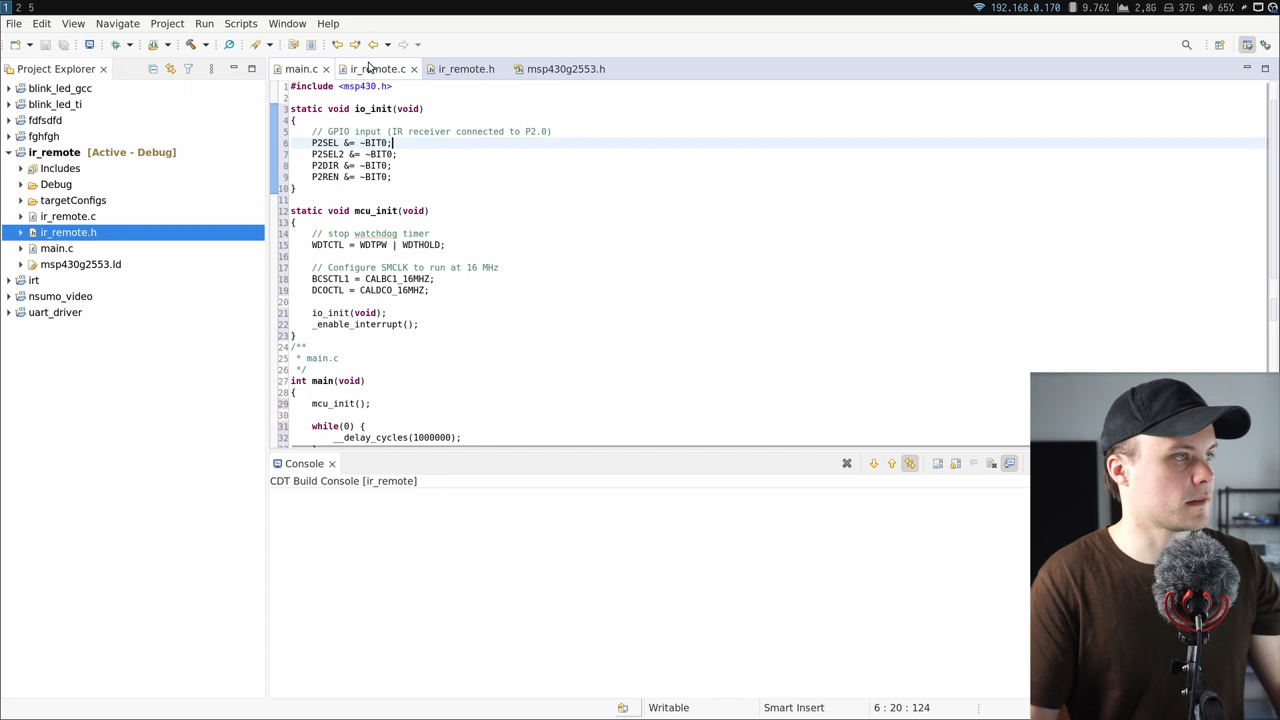 1 2 5 192.168.0.170 9.76% 2,8G 37G 65%
File Edit View Navigate Project Run Scripts Window Help
Project Explorer
main.c ir_remote.c ir_remote.h msp430g2553.h
blink_led_gcc
blink_led_ti
fdfsdfd
fghfgh
ir_remote [Active - Debug]
Includes
Debug
targetConfigs
ir_remote.c
ir_remote.h
main.c
msp430g2553.ld
irt
nsumo_video
uart_driver
1 #include <msp430.h>
2
3 static void io_init(void)
4 {
5 // GPIO input (IR receiver connected to P2.0)
6 P2SEL &= ~BIT0;
7 P2SEL2 &= ~BIT0;
8 P2DIR &= ~BIT0;
9 P2REN &= ~BIT0;
10 }
11
12 static void mcu_init(void)
13 {
14 // stop watchdog timer
15 WDTCTL = WDTPW | WDTHOLD;
16
17 // Configure SMCLK to run at 16 MHz
18 BCSCTL1 = CALBC1_16MHZ;
19 DCOCTL = CALDCO_16MHZ;
20
21 io_init(void);
22 _enable_interrupt();
23 }
24 /**
25 * main.c
26 */
27 int main(void)
28 {
29 mcu_init();
30
31 while(0) {
32 __delay_cycles(1000000);
Console
CDT Build Console [ir_remote]
Writable Smart Insert 6 : 20 : 124